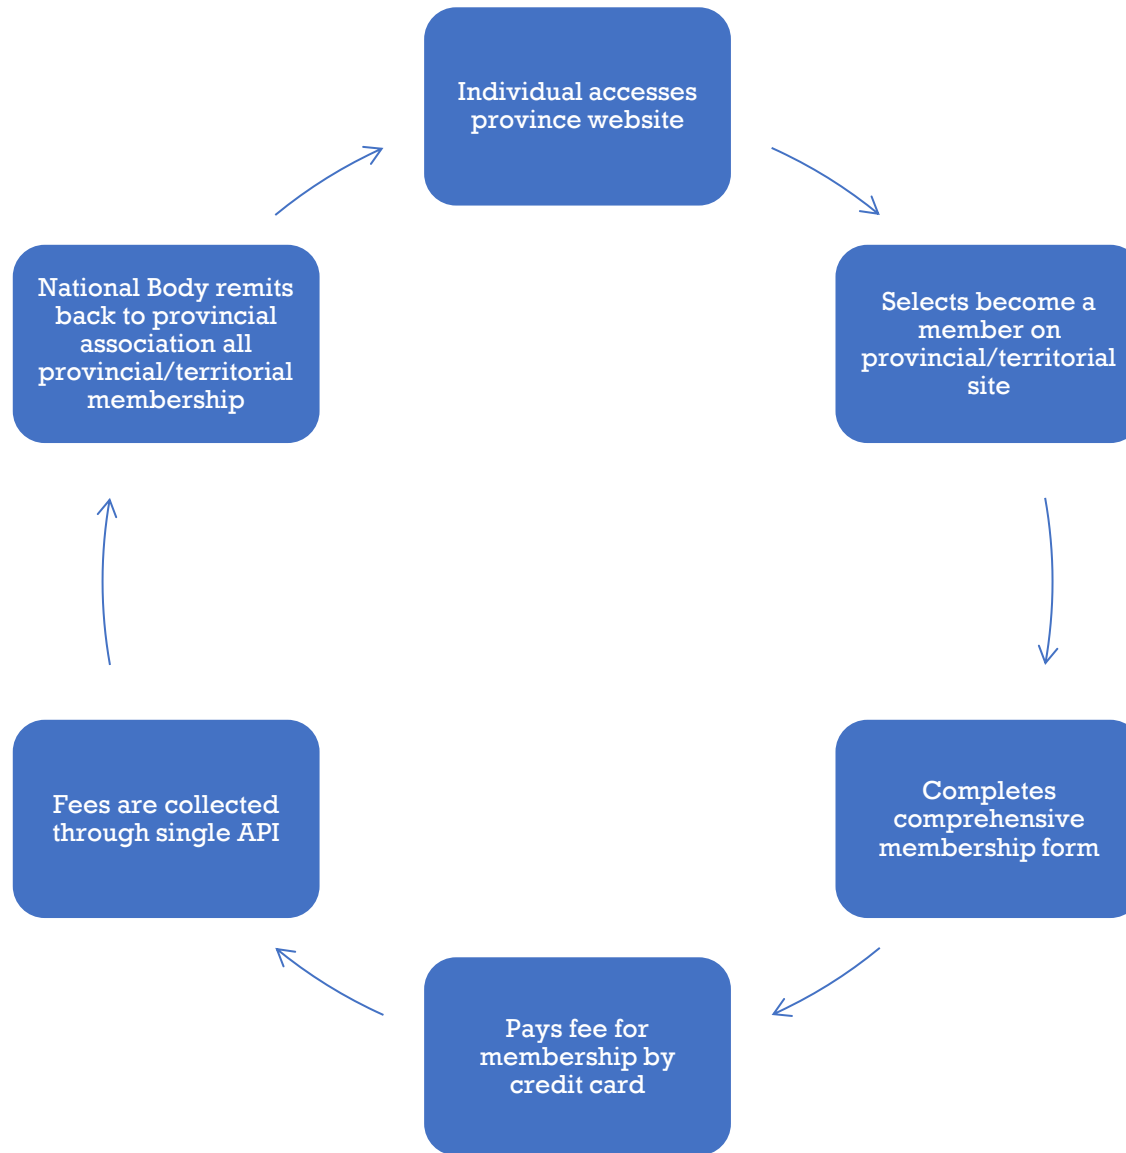 Individual accesses
province website
Selects become a
member on
provincial/territorial
site
Completes
comprehensive
membership form
Pays fee for
membership by
credit card
Fees are collected
through single API
National Body remits
back to provincial
association all
provincial/territorial
membership